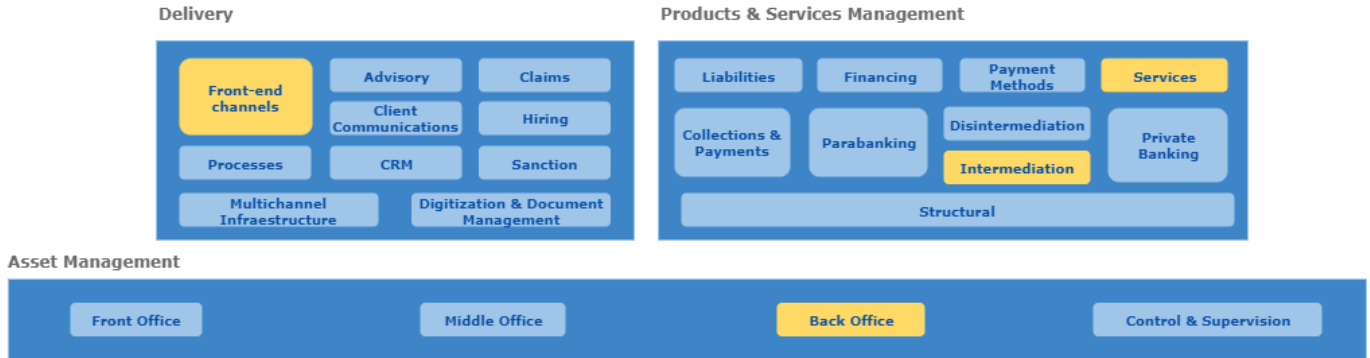 Delivery
Products & Services Management
Front-end
channels
Advisory
Claims
Client
Communications
Hiring
Processes
CRM
Sanction
Multichannel
Infraestructure
Digitization & Document
Management
Liabilities
Financing
Payment
Methods
Services
Collections &
Payments
Parabanking
Disintermediation
Intermediation
Private
Banking
Structural
Asset Management
Front Office
Middle Office
Back Office
Control & Supervision